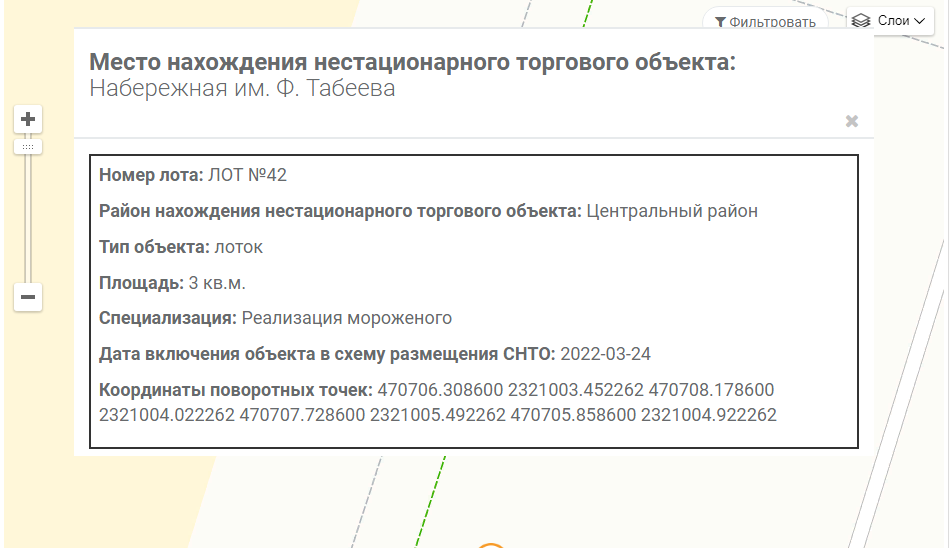 Фильтровать
Слои
Место нахождения нестационарного торгового объекта:
Набережная им. Ф. Табеева
Номер лота: ЛОТ №42
Район нахождения нестационарного торгового объекта: Центральный район
Тип объекта: лоток
Площадь: 3 кв.м.
Специализация: Реализация мороженого
Дата включения объекта в схему размещения СНТО: 2022-03-24
Координаты поворотных точек: 470706.308600 2321003.452262 470708.178600
2321004.022262 470707.728600 2321005.492262 470705.858600 2321004.922262